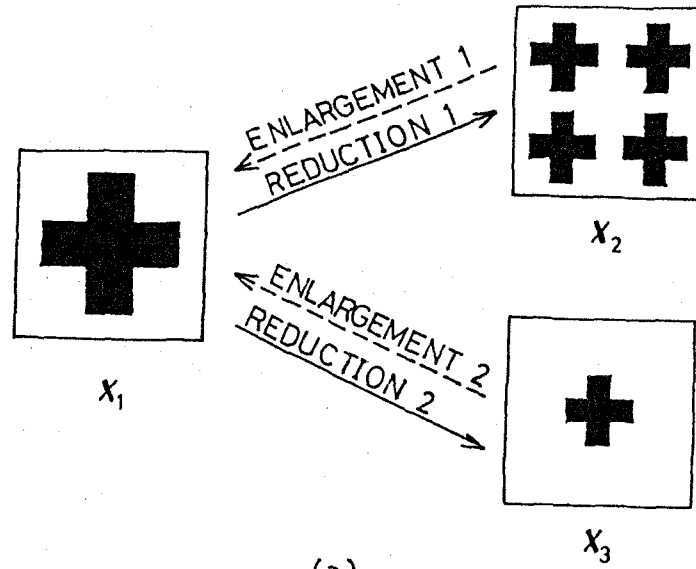 ENLARGEMENT 1
REDUCTION 1
X₂
ENLARGEMENT 2
REDUCTION 2
X₁
X₃